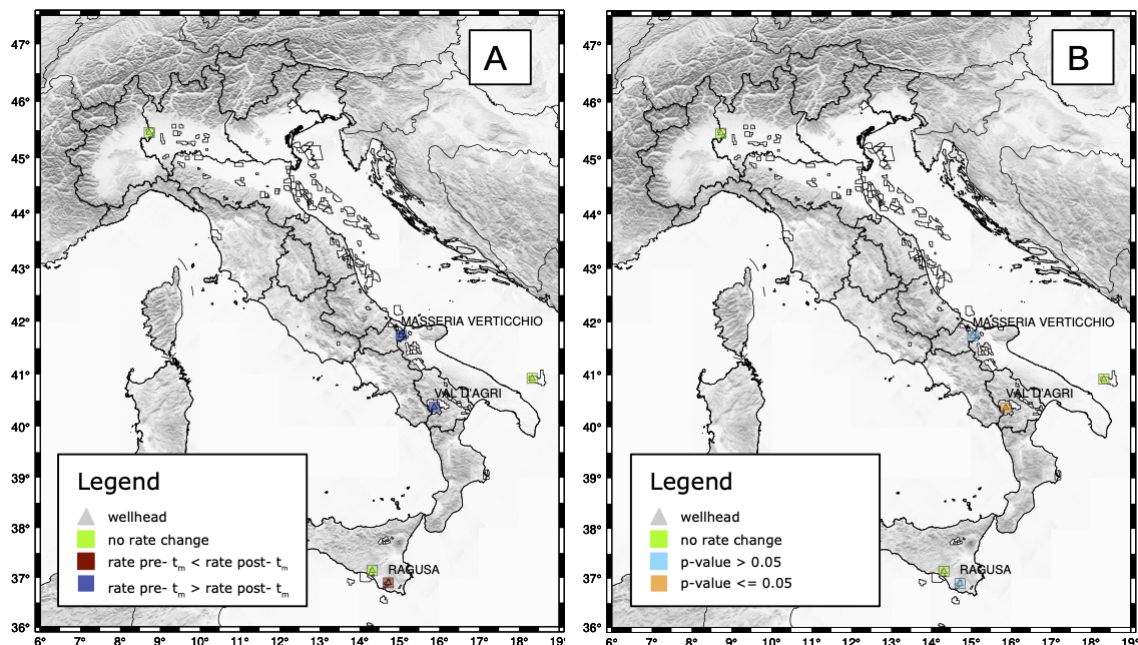 A
47°
46°
45°
44°
43°
42°
41°
40°
39°
38°
37°
36°
MASSERIA VERTICCHIO
VAL D'AGRI
RAGUSA
Legend
wellhead
no rate change
rate pre- tm < rate post- tm
rate pre- tm > rate post- tm
6° 7° 8° 9° 10° 11° 12° 13° 14° 15° 16° 17° 18° 19°
B
47°
46°
45°
44°
43°
42°
41°
40°
39°
38°
37°
36°
MASSERIA VERTICCHIO
VAL D'AGRI
RAGUSA
Legend
wellhead
no rate change
p-value > 0.05
p-value <= 0.05
6° 7° 8° 9° 10° 11° 12° 13° 14° 15° 16° 17° 18° 19°